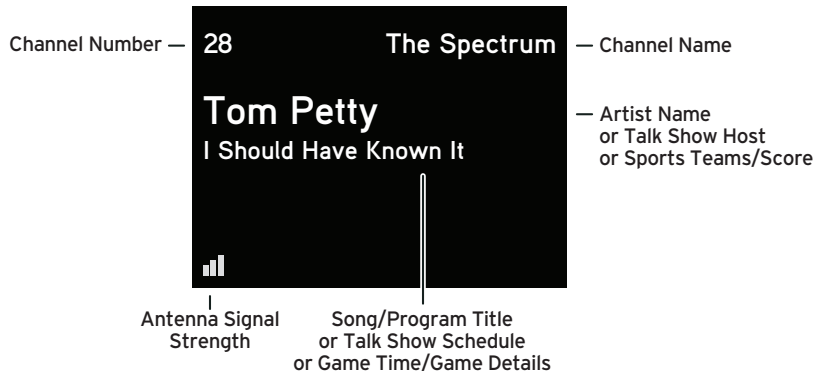 Channel Number
28
The Spectrum
Channel Name
Tom Petty
Artist Name
or Talk Show Host
or Sports Teams/Score
I Should Have Known It
Antenna Signal
Strength
Song/Program Title
or Talk Show Schedule
or Game Time/Game Details